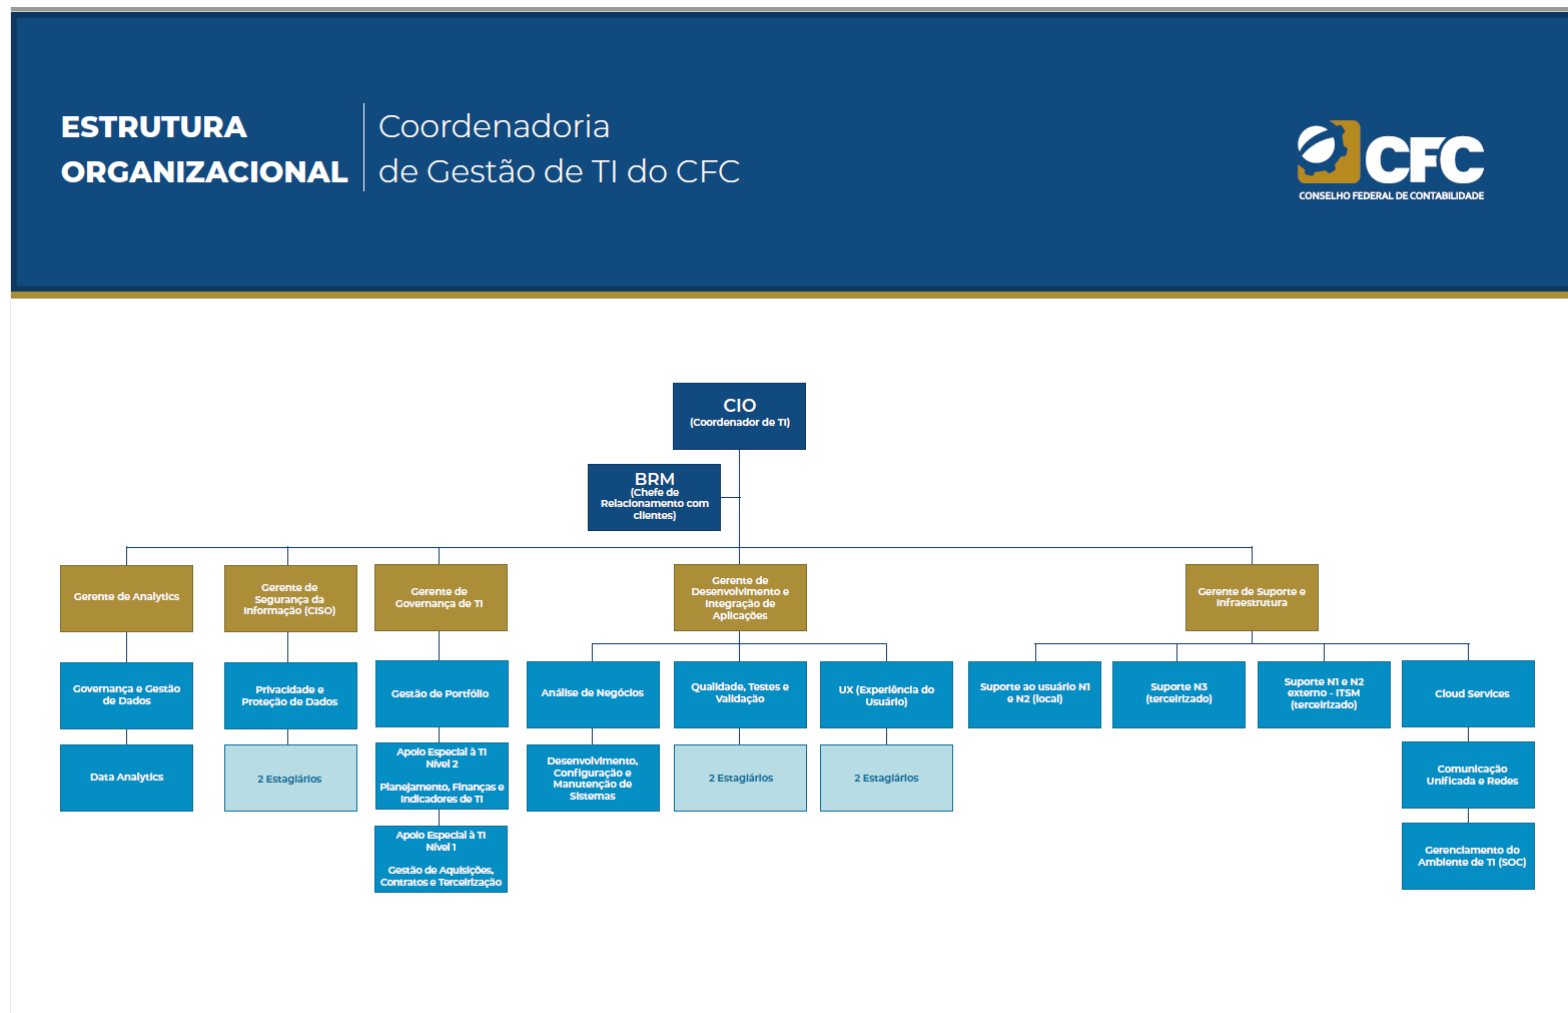 ESTRUTURA
ORGANIZACIONAL
Coordenadoria
de Gestão de TI do CFC
CFC
CONSELHO FEDERAL DE CONTABILIDADE
CIO
(Coordenador de TI)
BRM
(Chefe de
Relacionamento com
clientes)
Gerente de Analytics
Gerente de
Segurança da
Informação (CISO)
Gerente de
Governança de TI
Gerente de
Desenvolvimento e
Integração de
Aplicações
Gerente de Suporte e
Infraestrutura
Governança e Gestão
de Dados
Privacidade e
Proteção de Dados
Gestão de Portfólio
Análise de Negócios
Qualidade, Testes e
Validação
UX (Experiência do
Usuário)
Suporte ao usuário N1
e N2 (local)
Suporte N3
(terceirizado)
Suporte N1 e N2
externo - ITSM
(terceirizado)
Cloud Services
Data Analytics
2 Estagiários
Apoio Especial à TI
Nível 2
Planejamento, Finanças e
Indicadores de TI
Desenvolvimento,
Configuração e
Manutenção de
Sistemas
2 Estagiários
2 Estagiários
Comunicação
Unificada e Redes
Apoio Especial à TI
Nível 1
Gestão de Aquisições,
Contratos e Terceirização
Gerenciamento do
Ambiente de TI (SOC)